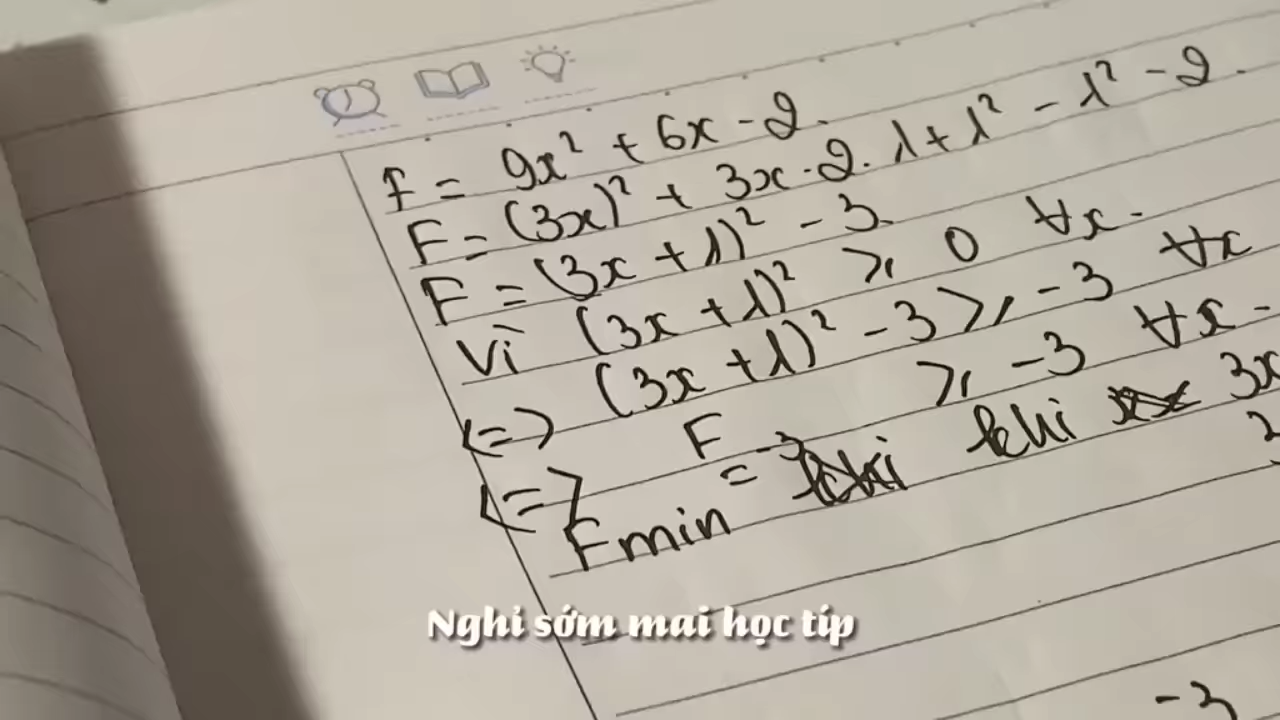 F = 9x² + 6x - 2.
F = (3x)² + 3x · 2 · 1 + 1² - 1² - 2.
F = (3x + 1)² - 3.
Vì (3x + 1)² ⩾ 0 ∀x.
<=> (3x + 1)² - 3 ⩾ -3 ∀x
<=> F ⩾ -3 ∀x.
Fmin = -3 khi 3x
-3
Nghỉ sớm mai học típ